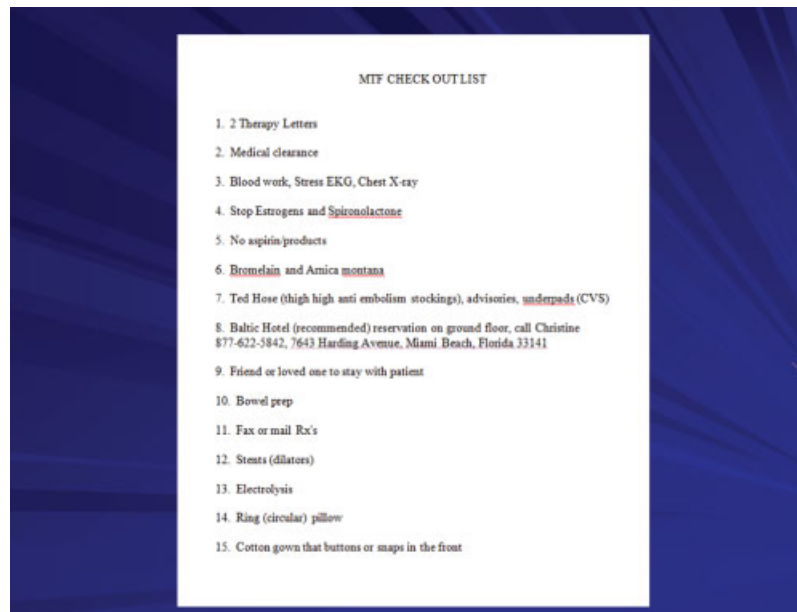 MTF CHECK OUT LIST
1. 2 Therapy Letters
2. Medical clearance
3. Blood work, Stress EKG, Chest X-ray
4. Stop Estrogens and Spironolactone
5. No aspirin/products
6. Bromelain and Arnica montana
7. Ted Hose (thigh high anti embolism stockings), advisories, underpads (CVS)
8. Baltic Hotel (recommended) reservation on ground floor, call Christine
877-622-5842, 7643 Harding Avenue, Miami Beach, Florida 33141
9. Friend or loved one to stay with patient
10. Bowel prep
11. Fax or mail Rx's
12. Stents (dilators)
13. Electrolysis
14. Ring (circular) pillow
15. Cotton gown that buttons or snaps in the front